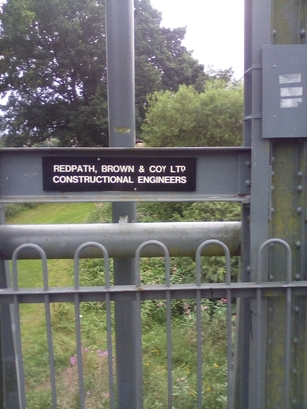 REDPATH, BROWN & COY LTD
CONSTRUCTIONAL ENGINEERS